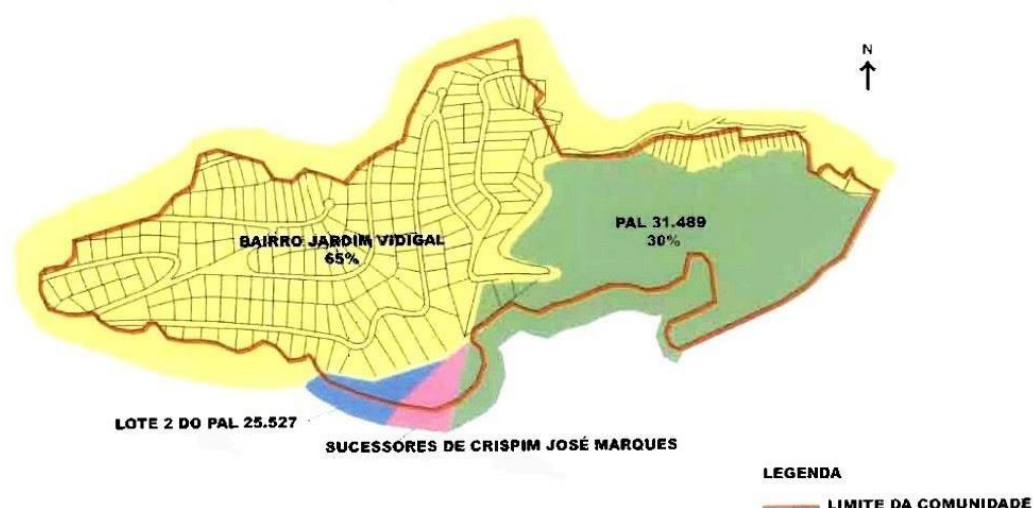 N
BAIRRO JARDIM VIDIGAL
65%
PAL 31.489
30%
LOTE 2 DO PAL 25.527
SUCESSORES DE CRISPIM JOSÉ MARQUES
LEGENDA
LIMITE DA COMUNIDADE